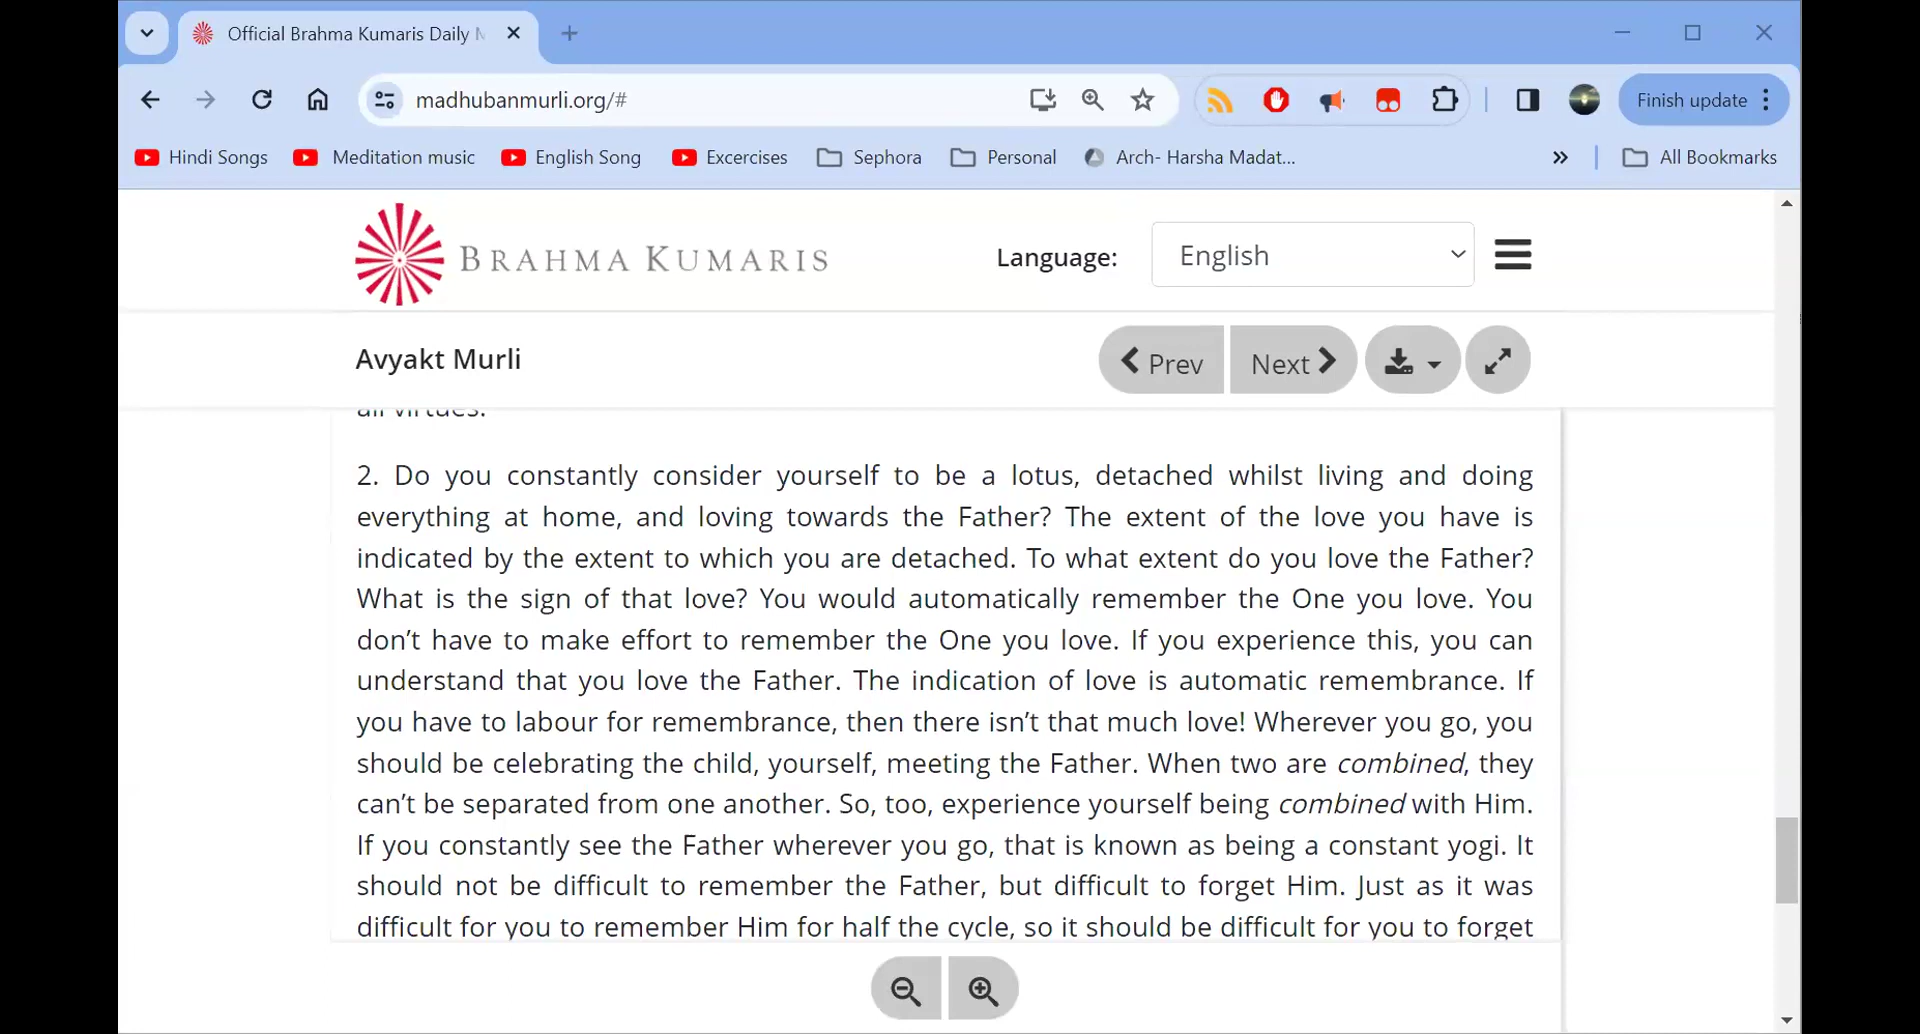 Official Brahma Kumaris Daily M
madhubanmurli.org/#
Finish update
Hindi Songs
Meditation music
English Song
Excercises
Sephora
Personal
Arch- Harsha Madat...
All Bookmarks
BRAHMA KUMARIS
Language:
English
Avyakt Murli
Prev
Next
all virtues.
2. Do you constantly consider yourself to be a lotus, detached whilst living and doing
everything at home, and loving towards the Father? The extent of the love you have is
indicated by the extent to which you are detached. To what extent do you love the Father?
What is the sign of that love? You would automatically remember the One you love. You
don’t have to make effort to remember the One you love. If you experience this, you can
understand that you love the Father. The indication of love is automatic remembrance. If
you have to labour for remembrance, then there isn’t that much love! Wherever you go, you
should be celebrating the child, yourself, meeting the Father. When two are combined, they
can’t be separated from one another. So, too, experience yourself being combined with Him.
If you constantly see the Father wherever you go, that is known as being a constant yogi. It
should not be difficult to remember the Father, but difficult to forget Him. Just as it was
difficult for you to remember Him for half the cycle, so it should be difficult for you to forget